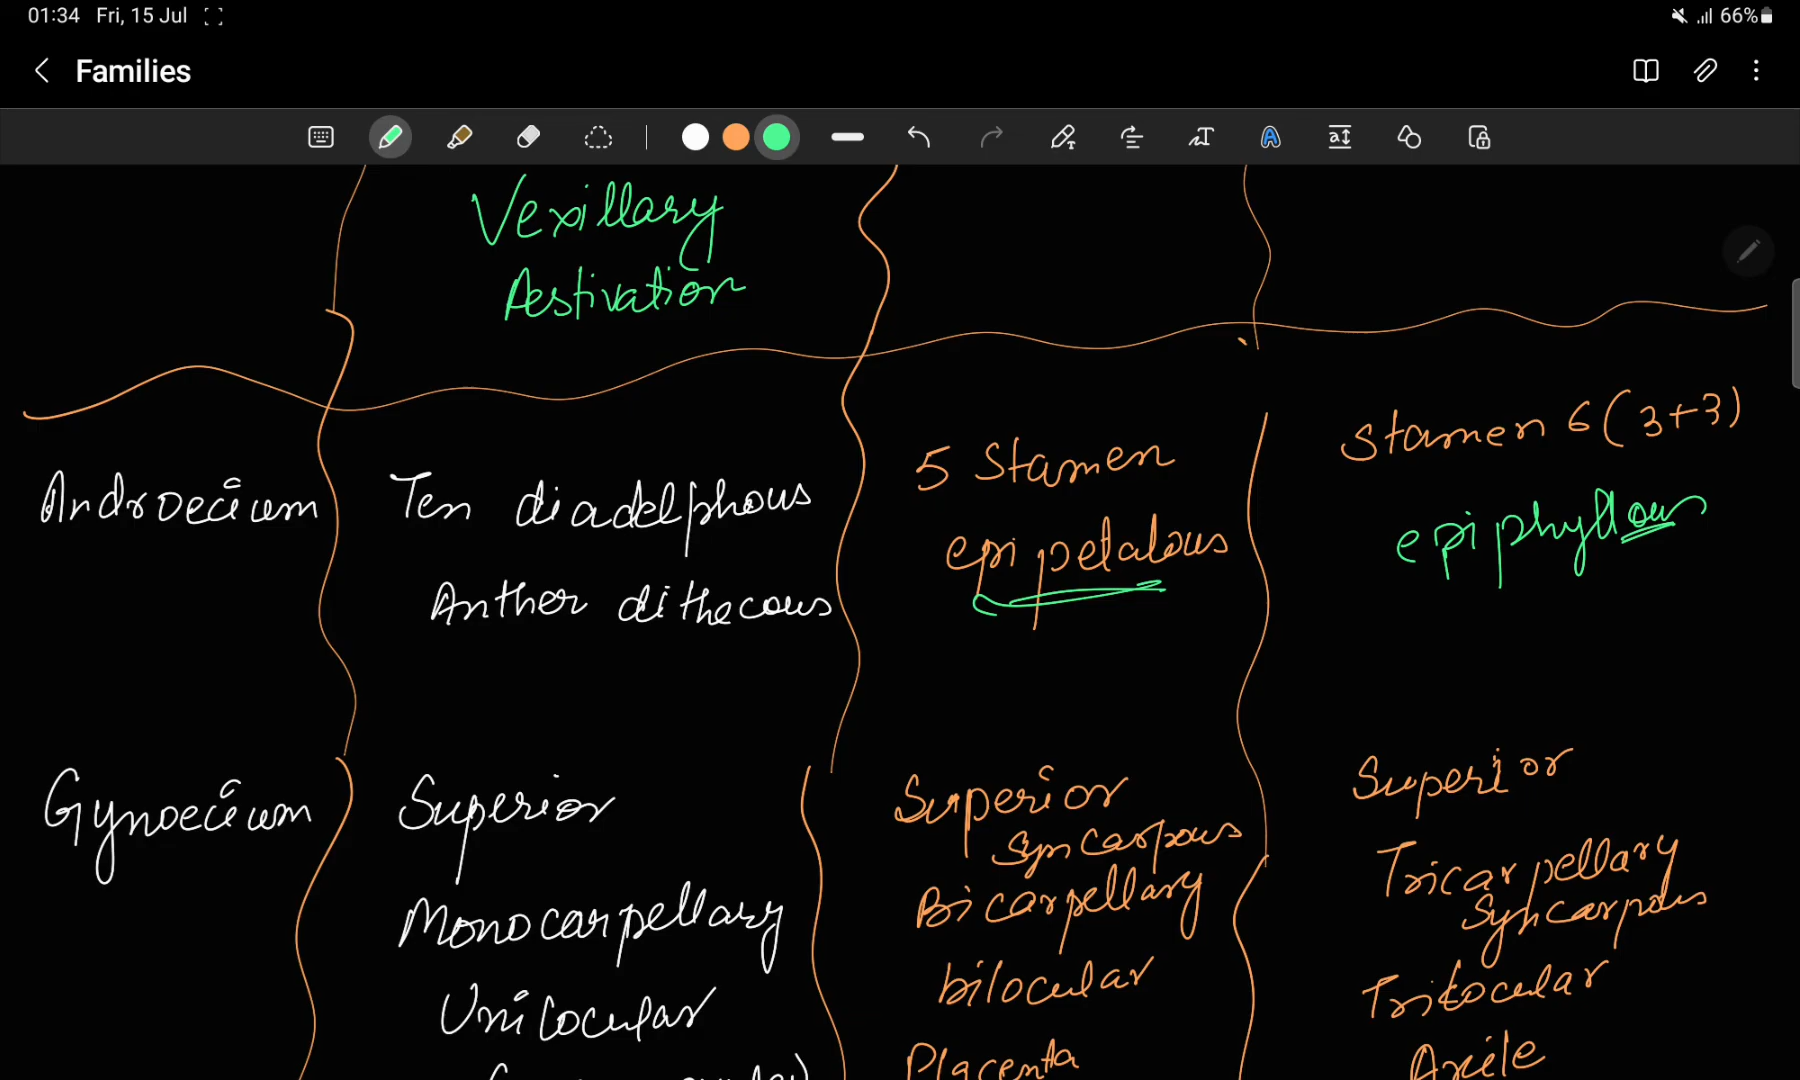 01:34 Fri, 15 Jul
66%
Families
Vexillary
Aestivation
Androecium
Ten diadelphous
Anther dithecous
5 Stamen
epipetalous
Stamen 6 (3+3)
epiphyllous
Gynoecium
Superior
Monocarpellary
Unilocular
Superior
Syncarpous
Bicarpellary
bilocular
Placenta
Superior
Tricarpellary
Syncarpous
Trilocular
Axile